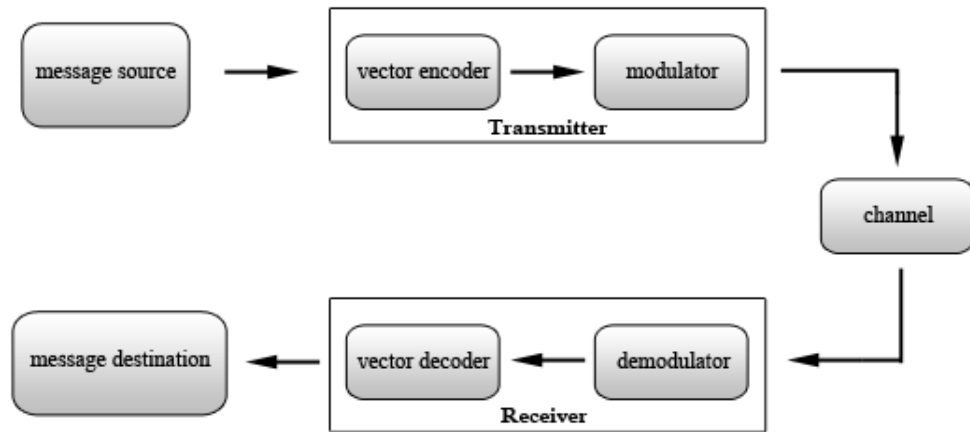 message source
vector encoder
modulator
Transmitter
channel
message destination
vector decoder
demodulator
Receiver